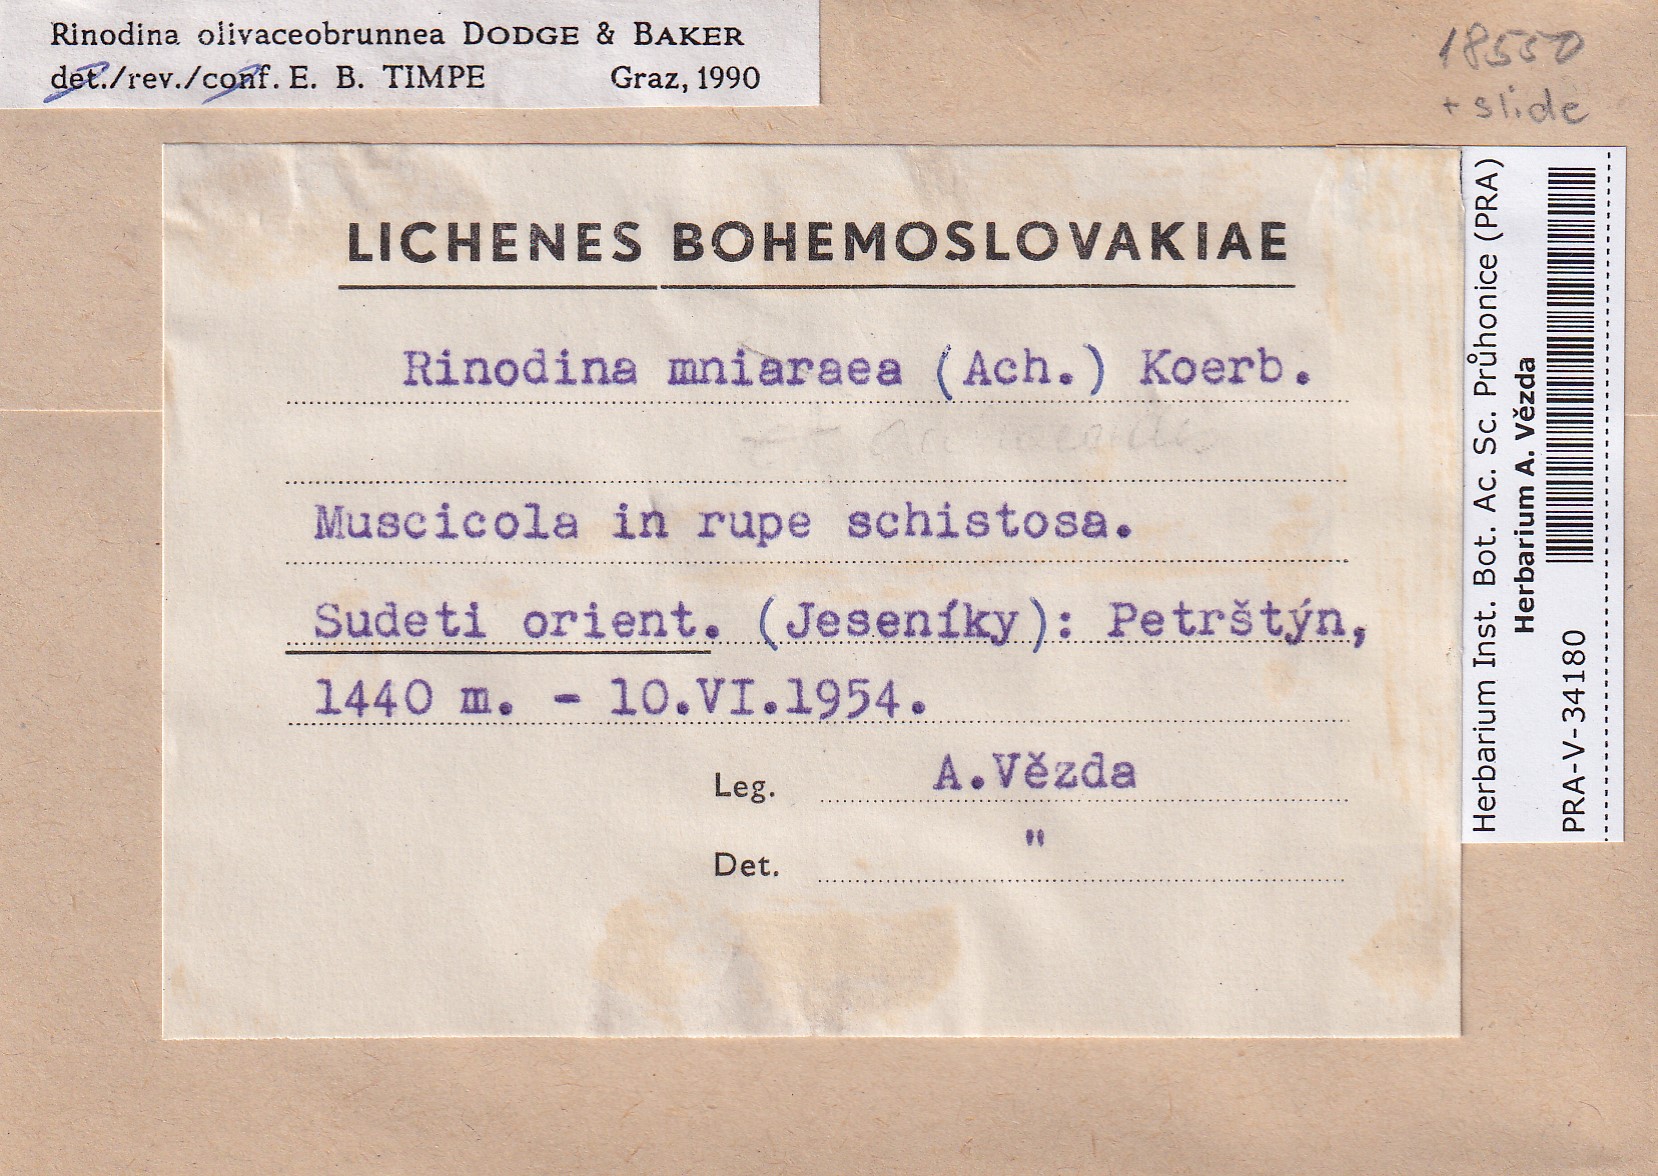 Rinodina olivaceobrunnea DODGE & BAKER
det./rev./conf. E. B. TIMPE Graz, 1990
18550
+ slide
LICHENES BOHEMOSLOVAKIAE
Rinodina mniaraea (Ach.) Koerb.
Muscicola in rupe schistosa.
Sudeti orient. (Jeseníky): Petrštýn,
1440 m. - 10.VI.1954.
Leg. A.Vězda
Det. "
Herbarium Inst. Bot. Ac. Sc. Průhonice (PRA)
Herbarium A. Vězda
PRA-V-34180